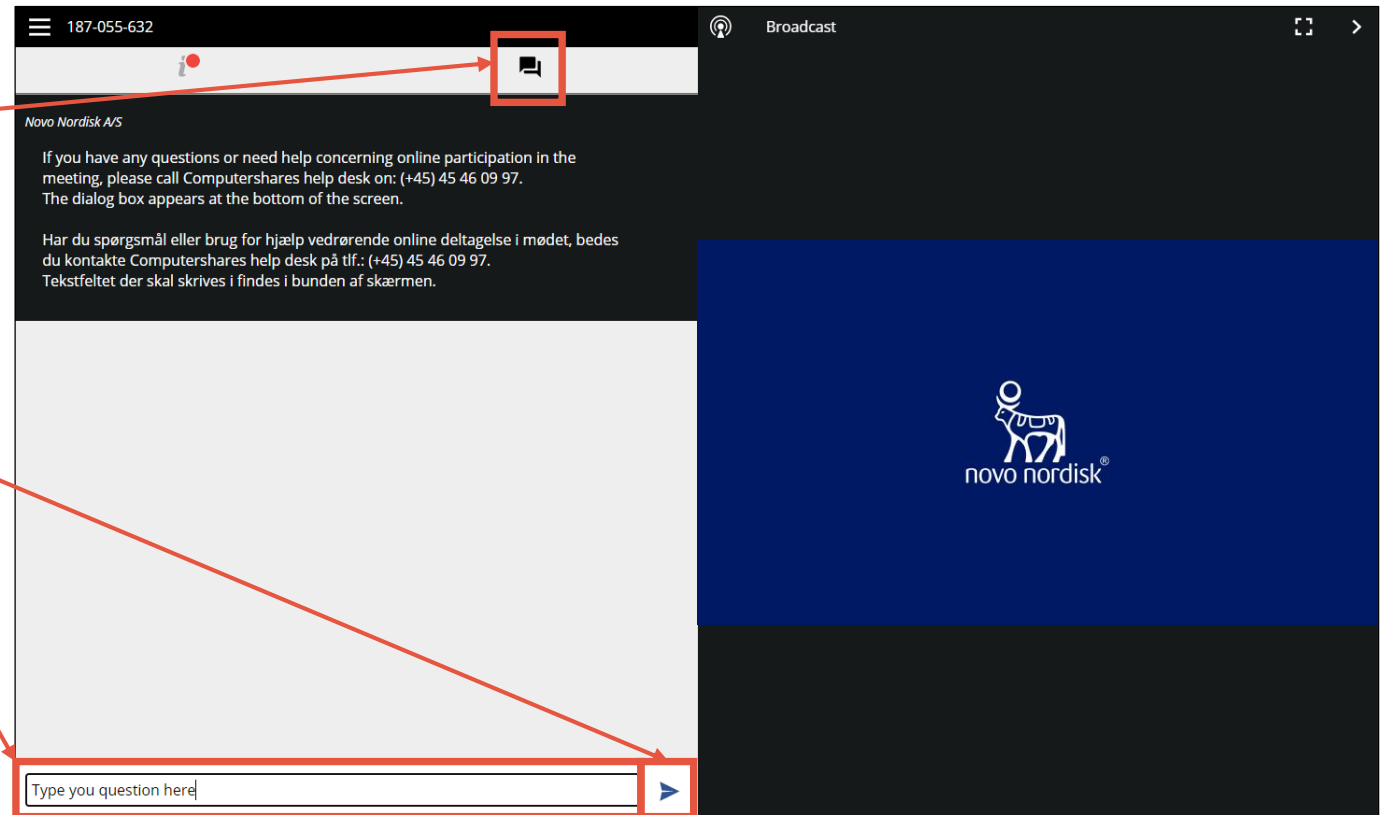 187-055-632
Broadcast
Novo Nordisk A/S
If you have any questions or need help concerning online participation in the
meeting, please call Computershares help desk on: (+45) 45 46 09 97.
The dialog box appears at the bottom of the screen.
Har du spørgsmål eller brug for hjælp vedrørende online deltagelse i mødet, bedes
du kontakte Computershares help desk på tlf.: (+45) 45 46 09 97.
Tekstfeltet der skal skrives i findes i bunden af skærmen.
novo nordisk®
Type you question here